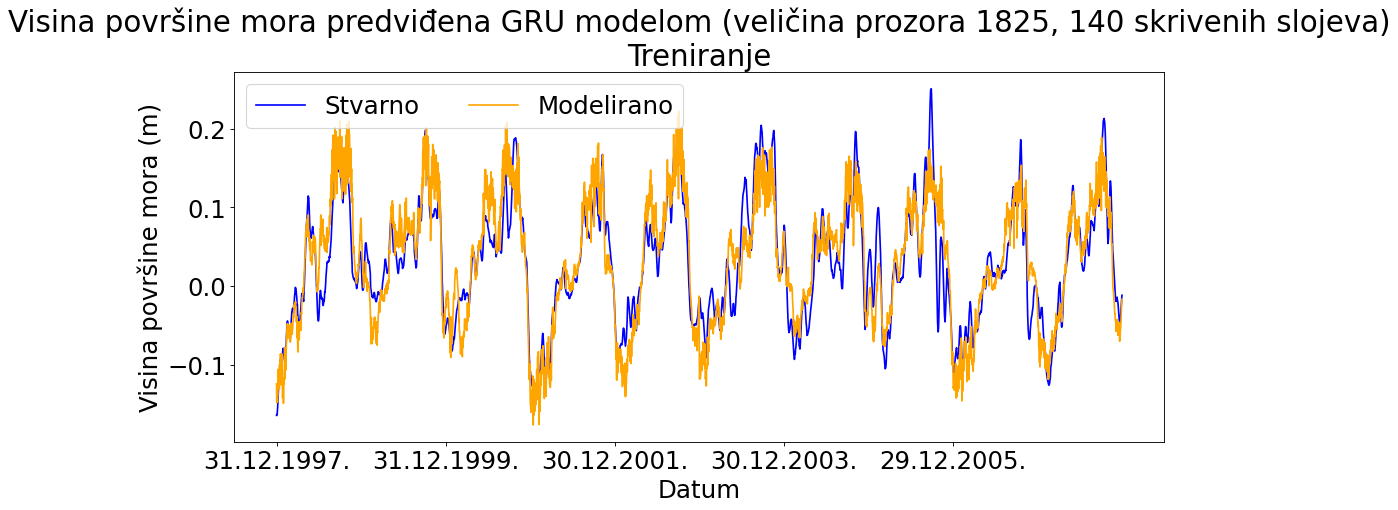 Visina površine mora predviđena GRU modelom (veličina prozora 1825, 140 skrivenih slojeva)
Treniranje
Stvarno Modelirano
Visina površine mora (m)
0.2
0.1
0.0
−0.1
31.12.1997. 31.12.1999. 30.12.2001. 30.12.2003. 29.12.2005.
Datum